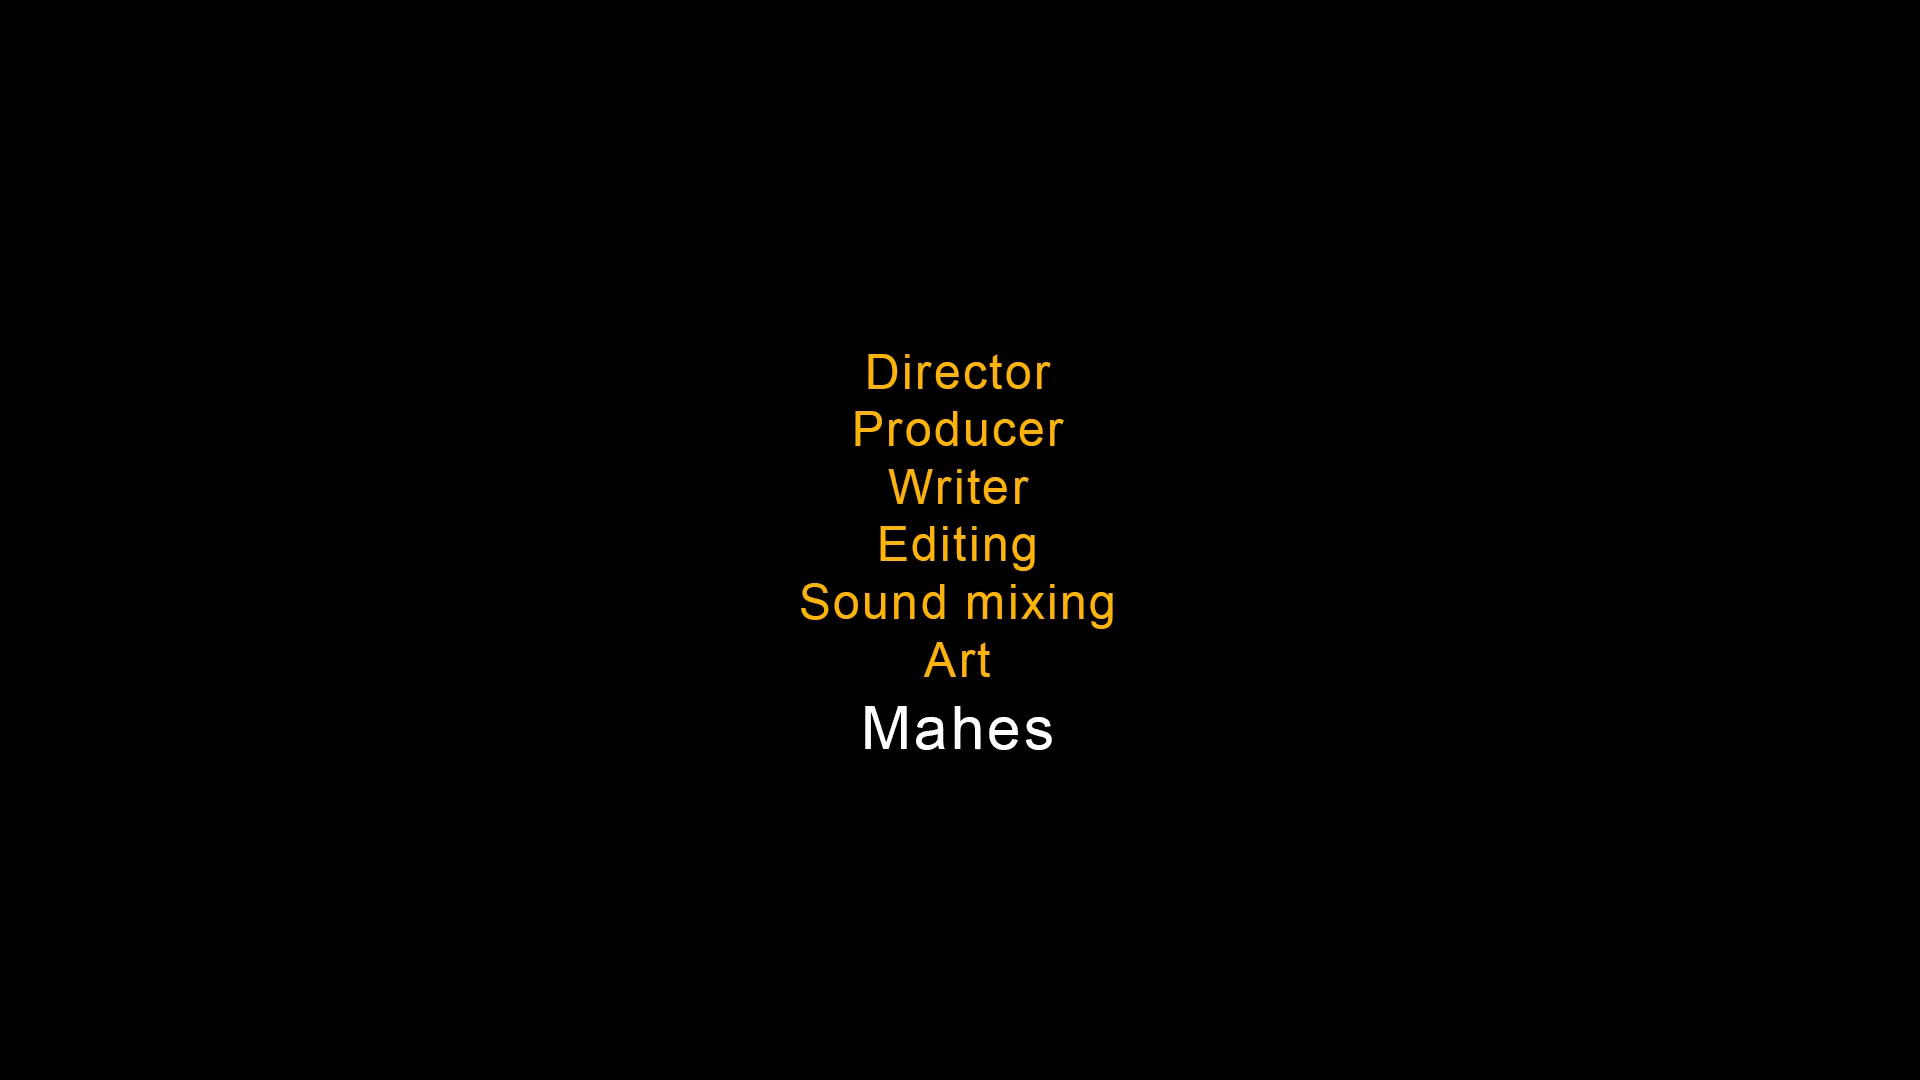 Director
Producer
Writer
Editing
Sound mixing
Art
Mahes